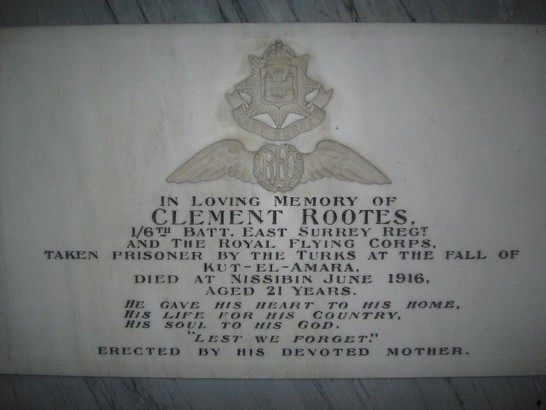 EAST SURREY
RFC
IN LOVING MEMORY OF
CLEMENT ROOTES,
1/6TH BATT. EAST SURREY REGT
AND THE ROYAL FLYING CORPS,
TAKEN PRISONER BY THE TURKS AT THE FALL OF
KUT-EL-AMARA.
DIED AT NISSIBIN JUNE 1916,
AGED 21 YEARS.
HE GAVE HIS HEART TO HIS HOME,
HIS LIFE FOR HIS COUNTRY,
HIS SOUL TO HIS GOD.
"LEST WE FORGET."
ERECTED BY HIS DEVOTED MOTHER.